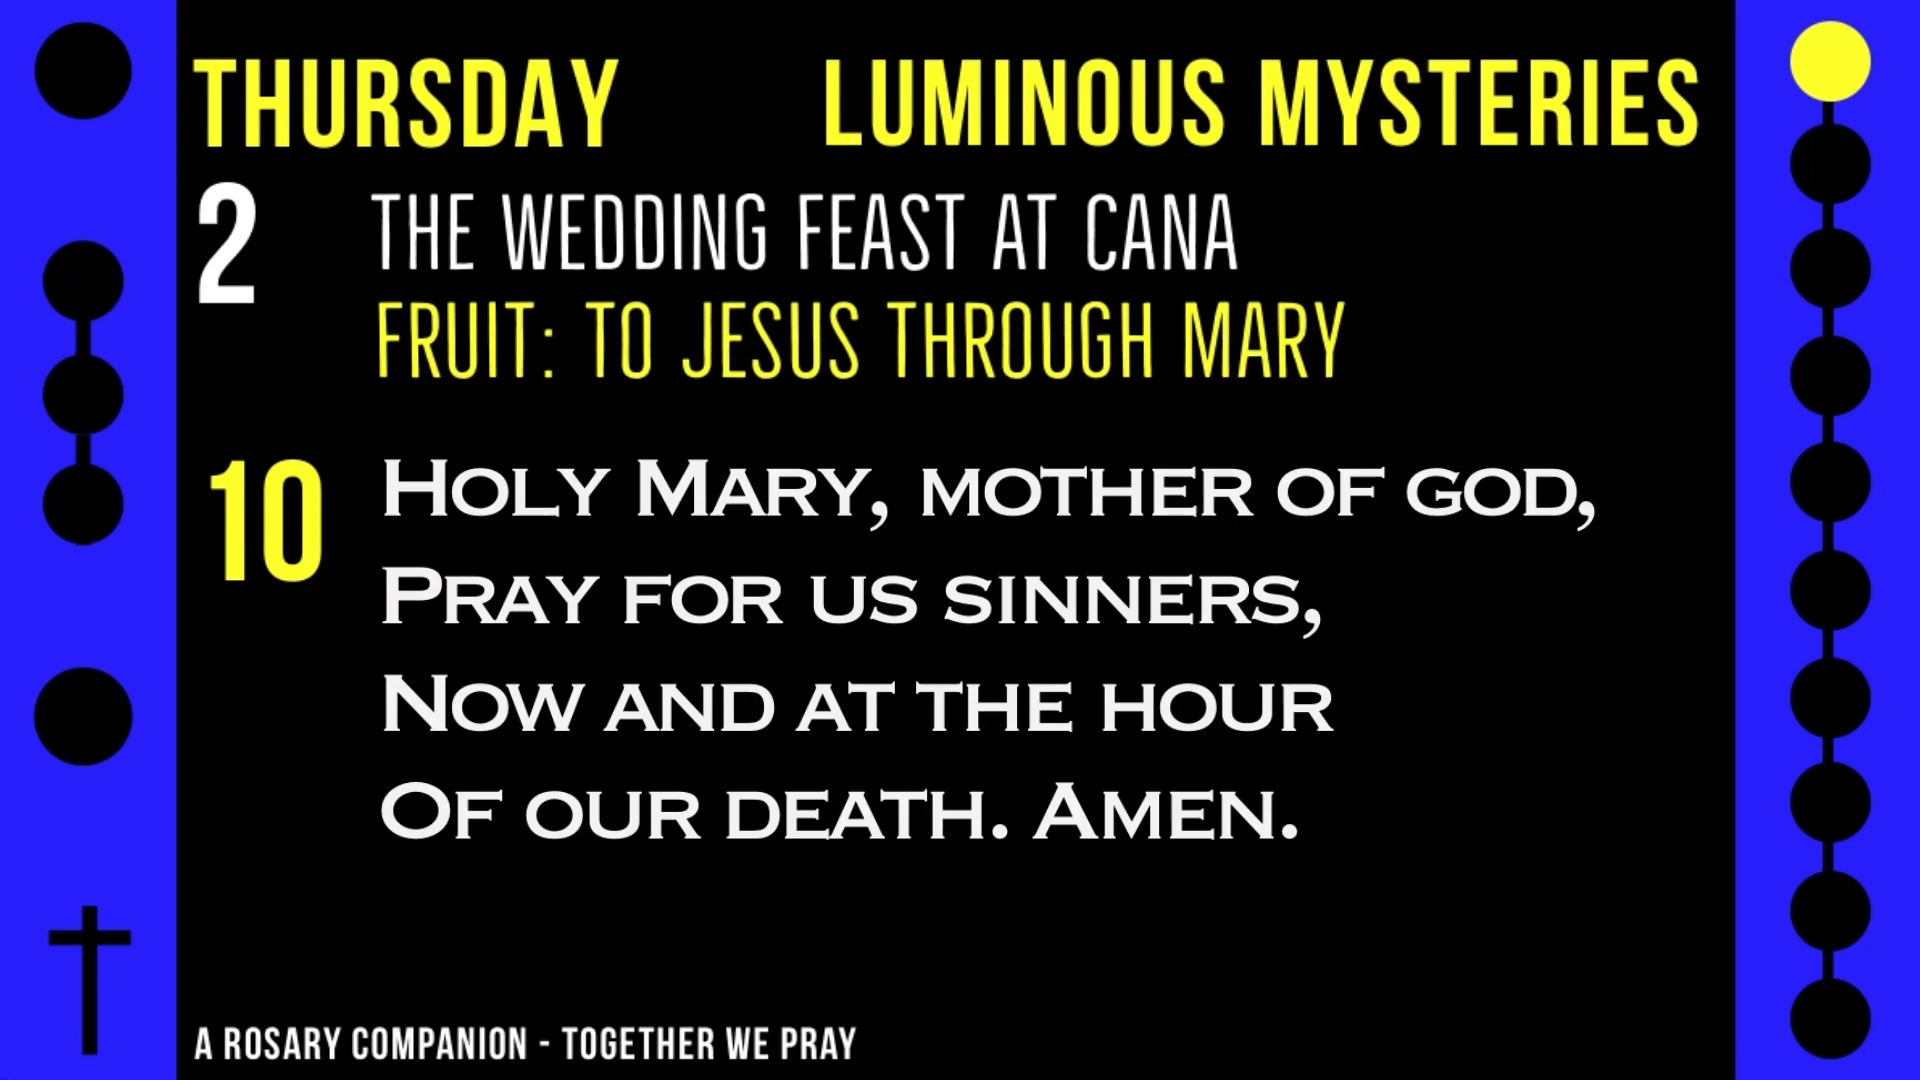 THURSDAY LUMINOUS MYSTERIES
2 THE WEDDING FEAST AT CANA
FRUIT: TO JESUS THROUGH MARY
10 HOLY MARY, MOTHER OF GOD,
PRAY FOR US SINNERS,
NOW AND AT THE HOUR
OF OUR DEATH. AMEN.
A ROSARY COMPANION - TOGETHER WE PRAY